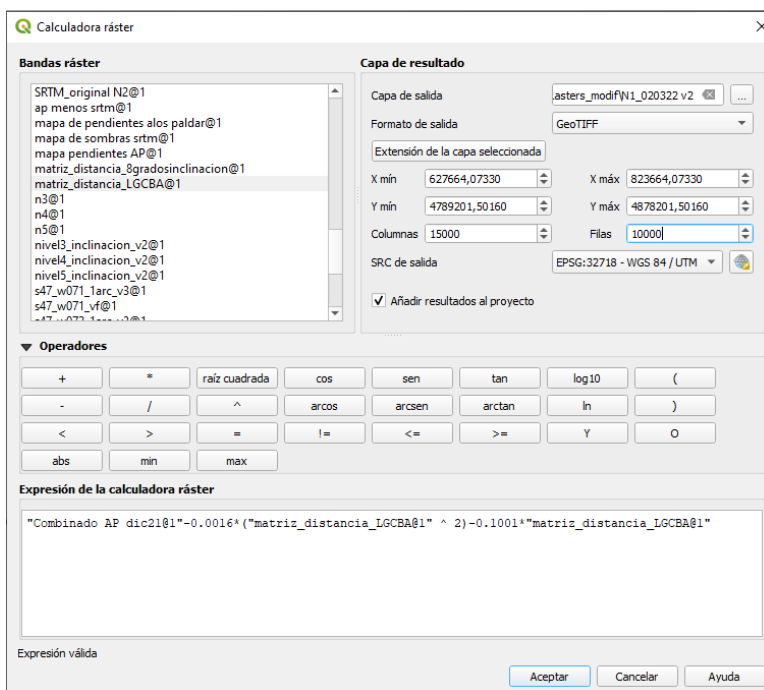 Calculadora ráster
Bandas ráster
SRTM_original N2@1
ap menos srtm@1
mapa de pendientes alos paldar@1
mapa de sombras srtm@1
mapa pendientes AP@1
matriz_distancia_8gradosinclinacion@1
matriz_distancia_LGCBA@1
n3@1
n4@1
n5@1
nivel3_inclinacion_v2@1
nivel4_inclinacion_v2@1
nivel5_inclinacion_v2@1
s47_w071_1arc_v3@1
s47_w071_vf@1
s47_w072_1arc_v3@1
Capa de resultado
Capa de salida .asters_modif\N1_020322 v2 ...
Formato de salida GeoTIFF
Extensión de la capa seleccionada
X mín 627664,07330 X máx 823664,07330
Y mín 4789201,50160 Y máx 4878201,50160
Columnas 15000 Filas 10000
SRC de salida EPSG:32718 - WGS 84 / UTM
Añadir resultados al proyecto
Operadores
+ * raíz cuadrada cos sen tan log10 (
- / ^ arcos arcsen arctan ln )
< > = != <= >= Y O
abs min max
Expresión de la calculadora ráster
"Combinado AP dic21@1"-0.0016*("matriz_distancia_LGCBA@1" ^ 2)-0.1001*"matriz_distancia_LGCBA@1"
Expresión válida
Aceptar Cancelar Ayuda